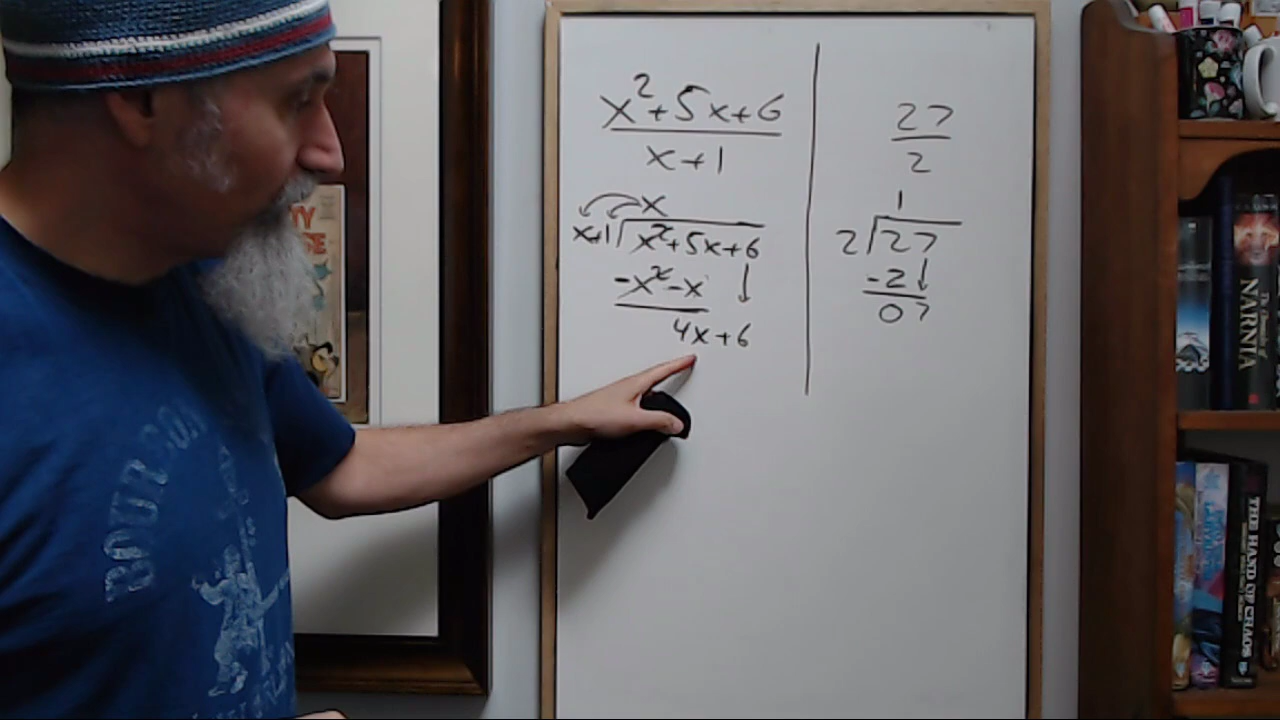 x²+5x+6
x+1
x
x+1 x²+5x+6
-x²-x
4x+6
27
2
1
2 27
-2
07
BOUT
NARNIA
THE HAND OF CHAOS